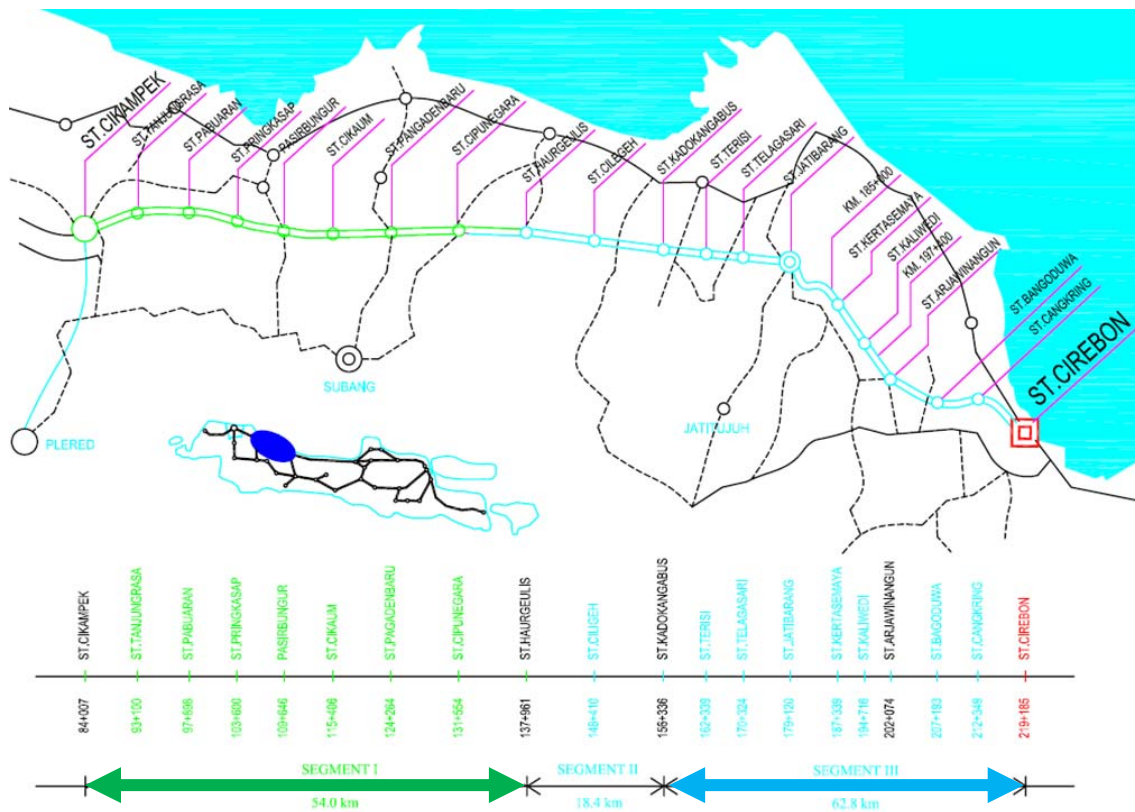 ST.CIKAMPEK
ST.TANJUNGRASA
ST.PABUARAN
ST.PRINGKASAP
PASIRBUNGUR
ST.CIKAUM
ST.PANGADENBARU
ST.CIPUNEGARA
ST.HAURGEULIS
ST.CILEGEH
ST.KADOKANGABUS
ST.TERISI
ST.TELAGASARI
ST.JATIBARANG
KM. 185+600
ST.KERTASEMAYA
ST.KALIWEDI
KM. 197+400
ST.ARJAWINANGUN
ST.BANGODUWA
ST.CANGKRING
ST.CIREBON
SUBANG
PLERED
JATITUJUH
ST.CIKAMPEK
ST.TANJUNGRASA
ST.PABUARAN
ST.PRINGKASAP
PASIRBUNGUR
ST.CIKAUM
ST.PAGADENBARU
ST.CIPUNEGARA
ST.HAURGEULIS
ST.CILIGEH
ST.KADOKANGABUS
ST.TERISI
ST.TELAGASARI
ST.JATIBARANG
ST.KERTASEMAYA
ST.KALIWEDI
ST.ARJAWINANGUN
ST.BAGODUWA
ST.CANGKRING
ST.CIREBON
84+007
93+100
97+698
103+600
109+646
115+406
124+264
131+554
137+961
148+410
156+336
162+339
170+324
179+120
187+339
194+716
202+074
207+193
212+249
219+185
SEGMENT I
54.0 km
SEGMENT II
18.4 km
SEGMENT III
62.8 km